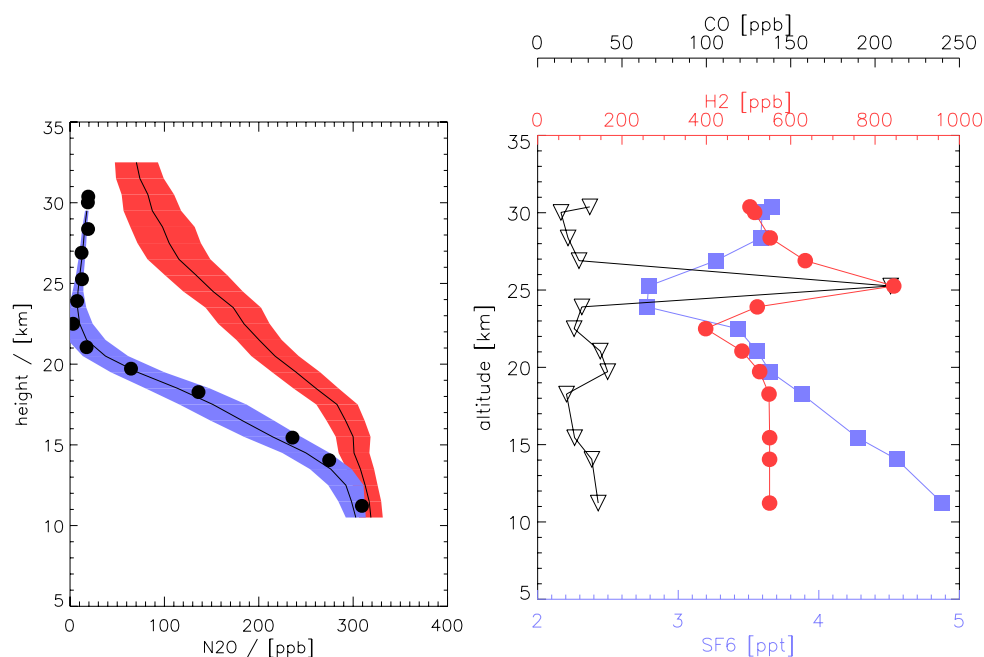 CO [ppb]
0 50 100 150 200 250
H2 [ppb]
0 200 400 600 800 1000
35
30
25
20
15
10
5
height / [km]
0 100 200 300 400
N2O / [ppb]
35
30
25
20
15
10
5
altitude / [km]
2 3 4 5
SF6 [ppt]